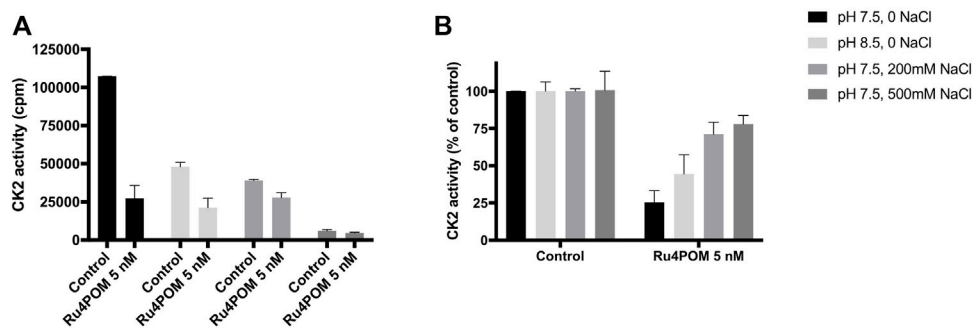 A
CK2 activity (cpm)
125000
100000
75000
50000
25000
0
Control
Ru4POM 5 nM
Control
Ru4POM 5 nM
Control
Ru4POM 5 nM
Control
Ru4POM 5 nM
B
CK2 activity (% of control)
100
75
50
25
0
Control
Ru4POM 5 nM
pH 7.5, 0 NaCl
pH 8.5, 0 NaCl
pH 7.5, 200mM NaCl
pH 7.5, 500mM NaCl